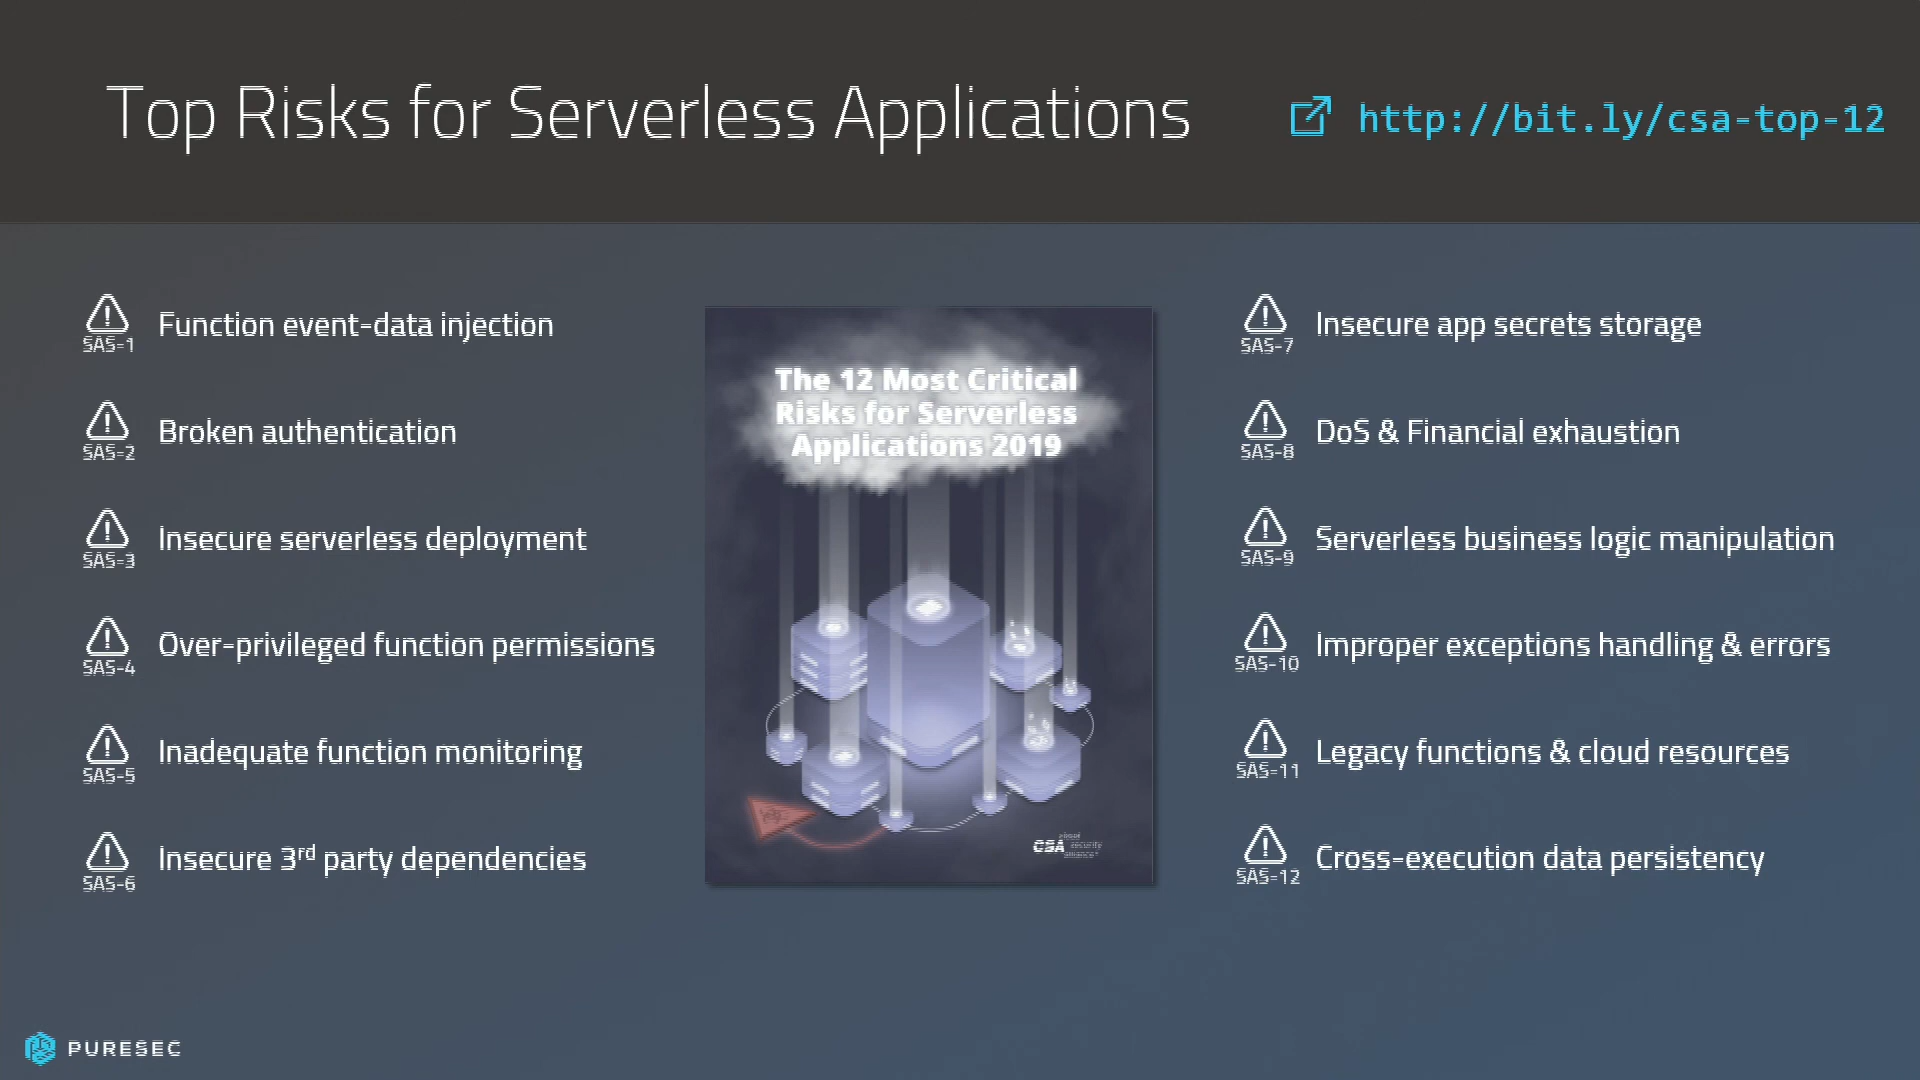 Top Risks for Serverless Applications
http://bit.ly/csa-top-12
SAS-1
Function event-data injection
SAS-2
Broken authentication
SAS-3
Insecure serverless deployment
SAS-4
Over-privileged function permissions
SAS-5
Inadequate function monitoring
SAS-6
Insecure 3rd party dependencies
The 12 Most Critical
Risks for Serverless
Applications 2019
CSA
cloud
security
alliance
SAS-7
Insecure app secrets storage
SAS-8
DoS & Financial exhaustion
SAS-9
Serverless business logic manipulation
SAS-10
Improper exceptions handling & errors
SAS-11
Legacy functions & cloud resources
SAS-12
Cross-execution data persistency
PURESEC